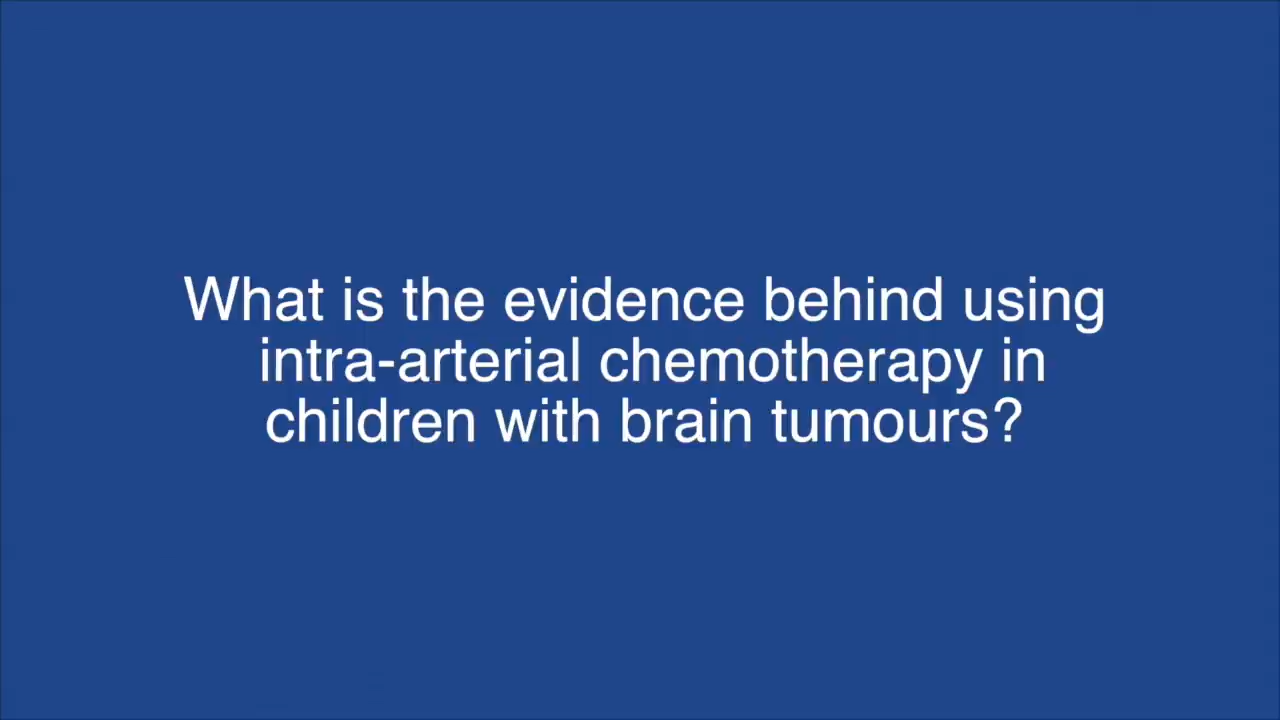 What is the evidence behind using
intra-arterial chemotherapy in
children with brain tumours?